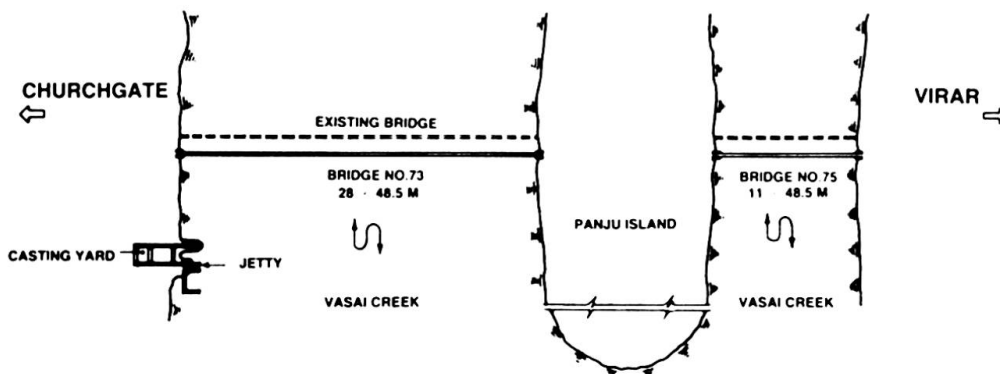 CHURCHGATE
VIRAR
EXISTING BRIDGE
BRIDGE NO.73
28 - 48.5 M
BRIDGE NO.75
11 - 48.5 M
PANJU ISLAND
CASTING YARD
JETTY
VASAI CREEK
VASAI CREEK